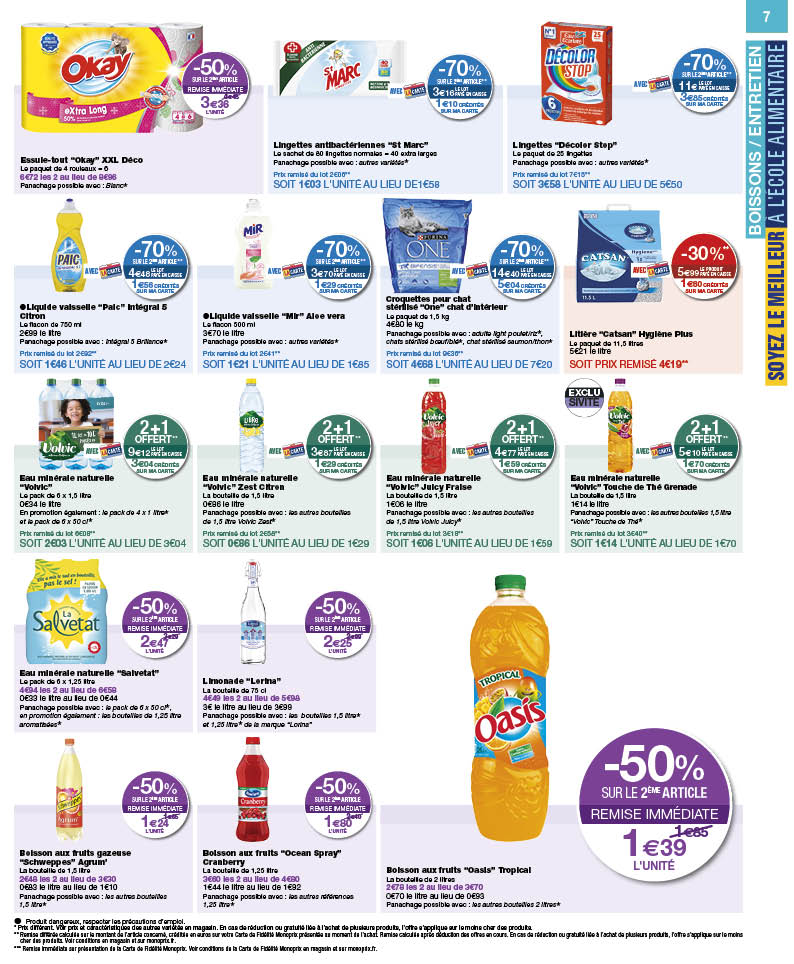 7
BOISSONS / ENTRETIEN
SOYEZ LE MEILLEUR À L'ÉCOLE ALIMENTAIRE
Okay
eXtra Long
-50%
SUR LE 2ÈME ARTICLE
REMISE IMMÉDIATE
3€36
L'UNITÉ
Essuie-tout "Okay" XXL Déco
Le paquet de 4 rouleaux = 6
6€72 les 2 au lieu de 8€96
Panachage possible avec : Blanc*
ST MARC
AVEC MA CARTE
-70%
SUR LE 2ÈME ARTICLE**
LE LOT
3€16 PAYÉ EN CAISSE
1€10 CRÉDITÉS
SUR MA CARTE
Lingettes antibactériennes "St Marc"
Le sachet de 80 lingettes normales = 40 extra larges
Panachage possible avec : autres variétés*
Prix remisé du lot 2€06**
SOIT 1€03 L'UNITÉ AU LIEU DE 1€58
Eau Écarlate
DÉCOLOR STOP
AVEC MA CARTE
-70%
SUR LE 2ÈME ARTICLE**
LE LOT
11€ PAYÉ EN CAISSE
3€85 CRÉDITÉS
SUR MA CARTE
Lingettes "Décolor Stop"
Le paquet de 25 lingettes
Panachage possible avec : autres variétés*
Prix remisé du lot 7€15**
SOIT 3€58 L'UNITÉ AU LIEU DE 5€50
PAIC
AVEC MA CARTE
-70%
SUR LE 2ÈME ARTICLE**
LE LOT
4€48 PAYÉ EN CAISSE
1€56 CRÉDITÉS
SUR MA CARTE
●Liquide vaisselle "Paic" Intégral 5
Citron
Le flacon de 750 ml
2€99 le litre
Panachage possible avec : Intégral 5 Brillance*
Prix remisé du lot 2€92**
SOIT 1€46 L'UNITÉ AU LIEU DE 2€24
MIR
AVEC MA CARTE
-70%
SUR LE 2ÈME ARTICLE**
LE LOT
3€70 PAYÉ EN CAISSE
1€29 CRÉDITÉS
SUR MA CARTE
●Liquide vaisselle "Mir" Aloe vera
Le flacon 500 ml
3€70 le litre
Panachage possible avec : autres variétés*
Prix remisé du lot 2€41**
SOIT 1€21 L'UNITÉ AU LIEU DE 1€85
PURINA
ONE
AVEC MA CARTE
-70%
SUR LE 2ÈME ARTICLE**
LE LOT
14€40 PAYÉ EN CAISSE
5€04 CRÉDITÉS
SUR MA CARTE
Croquettes pour chat
stérilisé "One" chat d'intérieur
Le paquet de 1,5 kg
4€80 le kg
Panachage possible avec : adulte light poulet/riz*,
chats stérilisé bœuf/blé*, chat stérilisé saumon/thon*
Prix remisé du lot 9€36**
SOIT 4€68 L'UNITÉ AU LIEU DE 7€20
CATSAN
Hygiène Plus
11,5 L
AVEC MA CARTE
-30%**
LE PRODUIT
5€99 PAYÉ EN CAISSE
1€80 CRÉDITÉS
SUR MA CARTE
Litière "Catsan" Hygiène Plus
Le paquet de 11,5 litres
5€21 le litre
SOIT PRIX REMISÉ 4€19**
Volvic
AVEC MA CARTE
2+1
OFFERT**
LE LOT
9€12 PAYÉ EN CAISSE
3€04 CRÉDITÉS
SUR MA CARTE
Eau minérale naturelle
"Volvic"
Le pack de 6 x 1,5 litre
0€34 le litre
En promotion également : le pack de 4 x 1 litre*
et le pack de 6 x 50 cl*
Prix remisé du lot 6€08**
SOIT 2€03 L'UNITÉ AU LIEU DE 3€04
AVEC MA CARTE
2+1
OFFERT**
LE LOT
3€87 PAYÉ EN CAISSE
1€29 CRÉDITÉS
SUR MA CARTE
Eau minérale naturelle
"Volvic" Zest Citron
La bouteille de 1,5 litre
0€86 le litre
Panachage possible avec : les autres bouteilles
de 1,5 litre Volvic Zest*
Prix remisé du lot 2€58**
SOIT 0€86 L'UNITÉ AU LIEU DE 1€29
Volvic
AVEC MA CARTE
2+1
OFFERT**
LE LOT
4€77 PAYÉ EN CAISSE
1€59 CRÉDITÉS
SUR MA CARTE
Eau minérale naturelle
"Volvic" Juicy Fraise
La bouteille de 1,5 litre
1€06 le litre
Panachage possible avec : les autres bouteilles
de 1,5 litre Volvic Juicy*
Prix remisé du lot 3€18**
SOIT 1€06 L'UNITÉ AU LIEU DE 1€59
EXCLUSIVITÉ
Volvic
AVEC MA CARTE
2+1
OFFERT**
LE LOT
5€10 PAYÉ EN CAISSE
1€70 CRÉDITÉS
SUR MA CARTE
Eau minérale naturelle
"Volvic" Touche de Thé Grenade
La bouteille de 1,5 litre
1€14 le litre
Panachage possible avec : les autres bouteilles 1,5 litre
"Volvic" Touche de Thé*
Prix remisé du lot 3€40**
SOIT 1€14 L'UNITÉ AU LIEU DE 1€70
La Salvetat
-50%
SUR LE 2ÈME ARTICLE
REMISE IMMÉDIATE
3€29
2€47
L'UNITÉ
Eau minérale naturelle "Salvetat"
Le pack de 6 x 1,25 litre
4€94 les 2 au lieu de 6€58
0€33 le litre au lieu de 0€44
Panachage possible avec : le pack de 6 x 50 cl*,
en promotion également : les bouteilles de 1,25 litre
aromatisées*
-50%
SUR LE 2ÈME ARTICLE
REMISE IMMÉDIATE
2€99
2€25
L'UNITÉ
Limonade "Lorina"
La bouteille de 75 cl
4€49 les 2 au lieu de 5€98
3€ le litre au lieu de 3€99
Panachage possible avec : les bouteilles 1,5 litre*
et 1,25 litre* de la marque "Lorina"
Schweppes
Agrum'
-50%
SUR LE 2ÈME ARTICLE
REMISE IMMÉDIATE
1€65
1€24
L'UNITÉ
Boisson aux fruits gazeuse
"Schweppes" Agrum'
La bouteille de 1,5 litre
2€48 les 2 au lieu de 3€30
0€83 le litre au lieu de 1€10
Panachage possible avec : les autres bouteilles
1,5 litre*
Ocean Spray
Cranberry
-50%
SUR LE 2ÈME ARTICLE
REMISE IMMÉDIATE
2€40
1€80
L'UNITÉ
Boisson aux fruits "Ocean Spray"
Cranberry
La bouteille de 1,25 litre
3€60 les 2 au lieu de 4€80
1€44 le litre au lieu de 1€92
Panachage possible avec : les autres références
1,25 litre*
TROPICAL
Oasis
-50%
SUR LE 2ÈME ARTICLE
REMISE IMMÉDIATE
1€85
1€39
L'UNITÉ
Boisson aux fruits "Oasis" Tropical
La bouteille de 2 litres
2€78 les 2 au lieu de 3€70
0€70 le litre au lieu de 0€93
Panachage possible avec : les autres bouteilles 2 litres*
● Produit dangereux, respecter les précautions d'emploi.
* Prix différent. Voir prix et caractéristiques des autres variétés en magasin. En cas de réduction ou gratuité liée à l'achat de plusieurs produits, l'offre s'applique sur le moins cher des produits.
** Remise différée calculée sur le montant de l'article concerné, créditée en euros sur votre Carte de Fidélité Monoprix présentée au moment de l'achat. Remise calculée après déduction des offres en cours. En cas de réduction ou gratuité liée à l'achat de plusieurs produits, l'offre s'applique sur le moins
cher des produits. Voir conditions en magasin et sur monoprix.fr.
*** Remise immédiate sur présentation de la Carte de Fidélité Monoprix. Voir conditions de la Carte de Fidélité Monoprix en magasin et sur monoprix.fr.